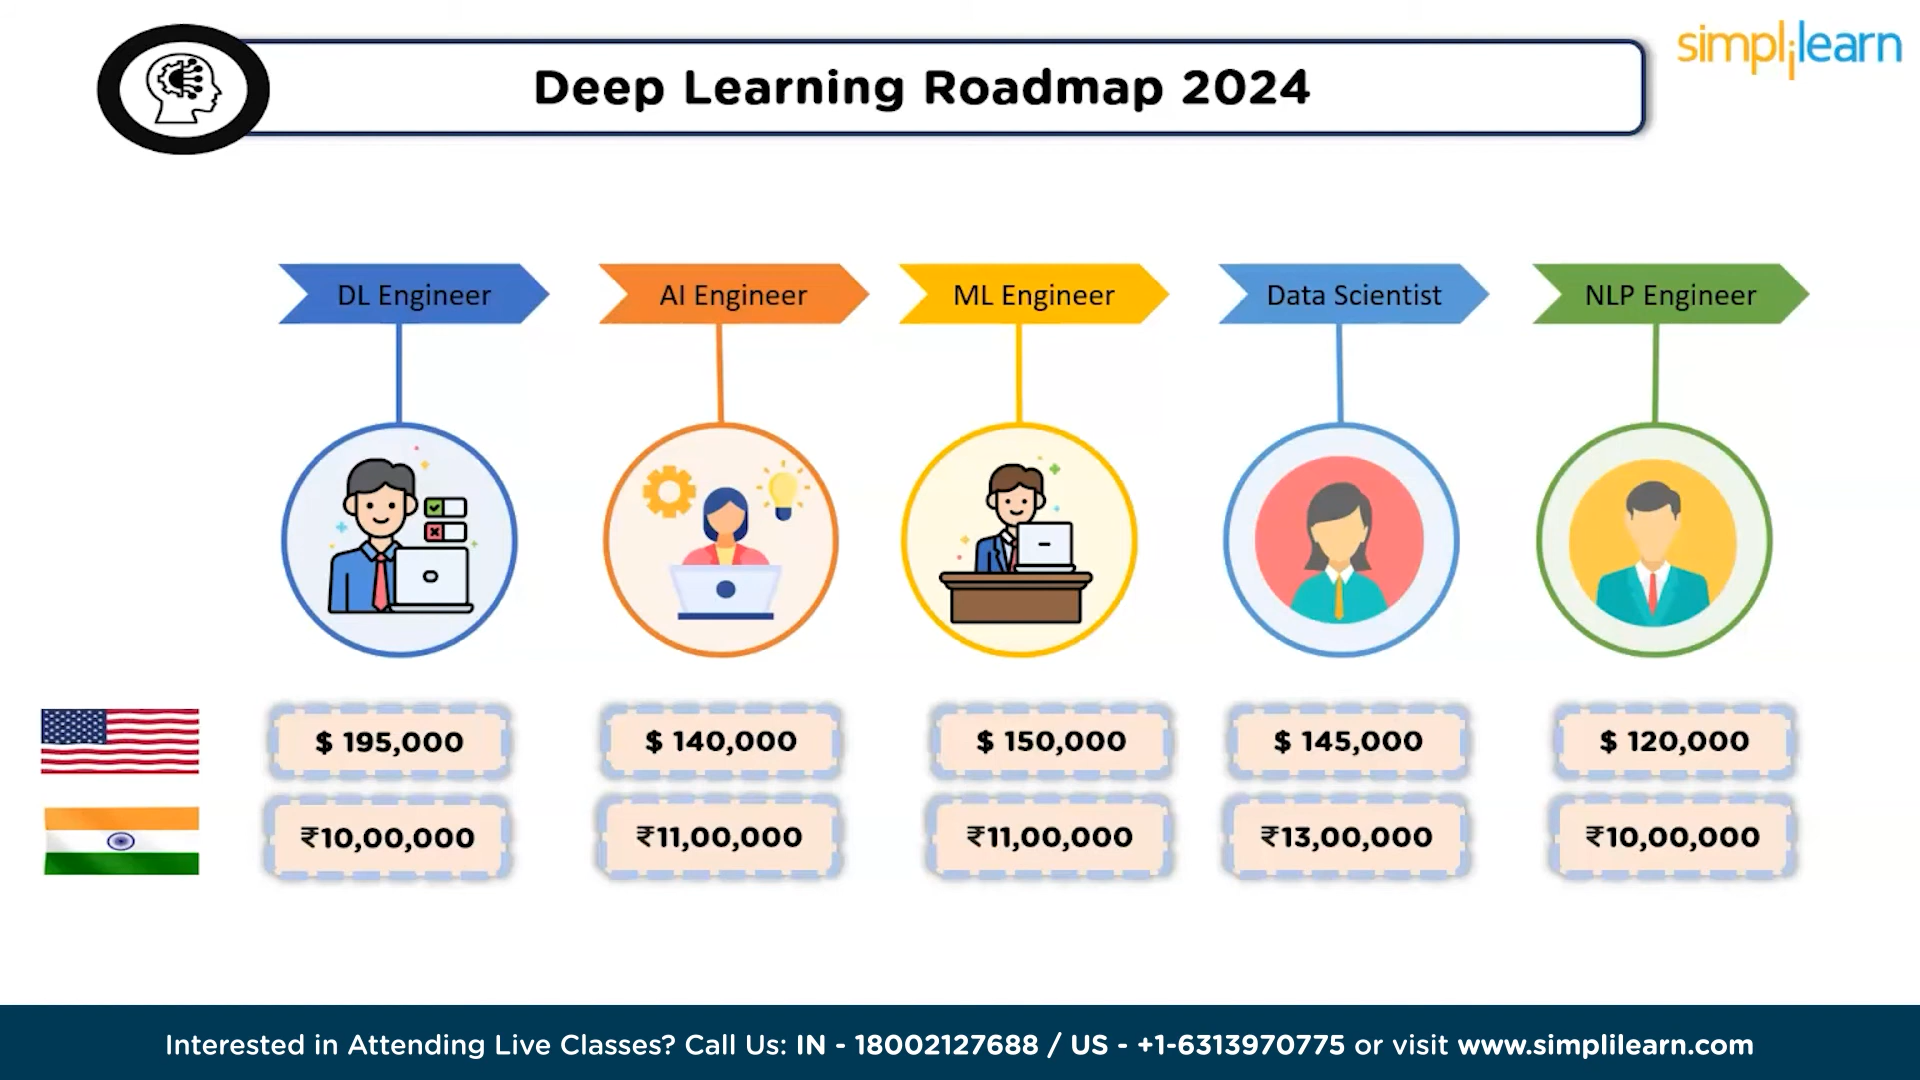 simplilearn
Deep Learning Roadmap 2024
DL Engineer
AI Engineer
ML Engineer
Data Scientist
NLP Engineer
$ 195,000
$ 140,000
$ 150,000
$ 145,000
$ 120,000
₹10,00,000
₹11,00,000
₹11,00,000
₹13,00,000
₹10,00,000
Interested in Attending Live Classes? Call Us: IN - 18002127688 / US - +1-6313970775 or visit www.simplilearn.com